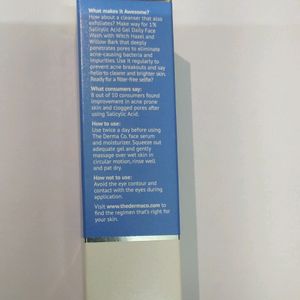 What makes it Awesome?
How about a cleanser that also
exfoliates? Make way for 1%
Salicylic Acid Gel Daily Face
Wash with Witch Hazel and
Willow Bark that deeply
penetrates pores to eliminate
acne-causing bacteria and
impurities. Use it regularly to
prevent acne breakouts and say
hello to clearer and brighter skin.
Ready for a filter-free selfie?
What consumers say:
8 out of 10 consumers found
improvement in acne prone
skin and clogged pores after
using Salicylic Acid.
How to use:
Use twice a day before using
The Derma Co. face serum
and moisturizer. Squeeze out
adequate gel and gently
massage over wet skin in
circular motion, rinse well
and pat dry.
How not to use:
Avoid the eye contour and
contact with the eyes during
application.
Visit www.thedermaco.com to
find the regimen that's right for
your skin.